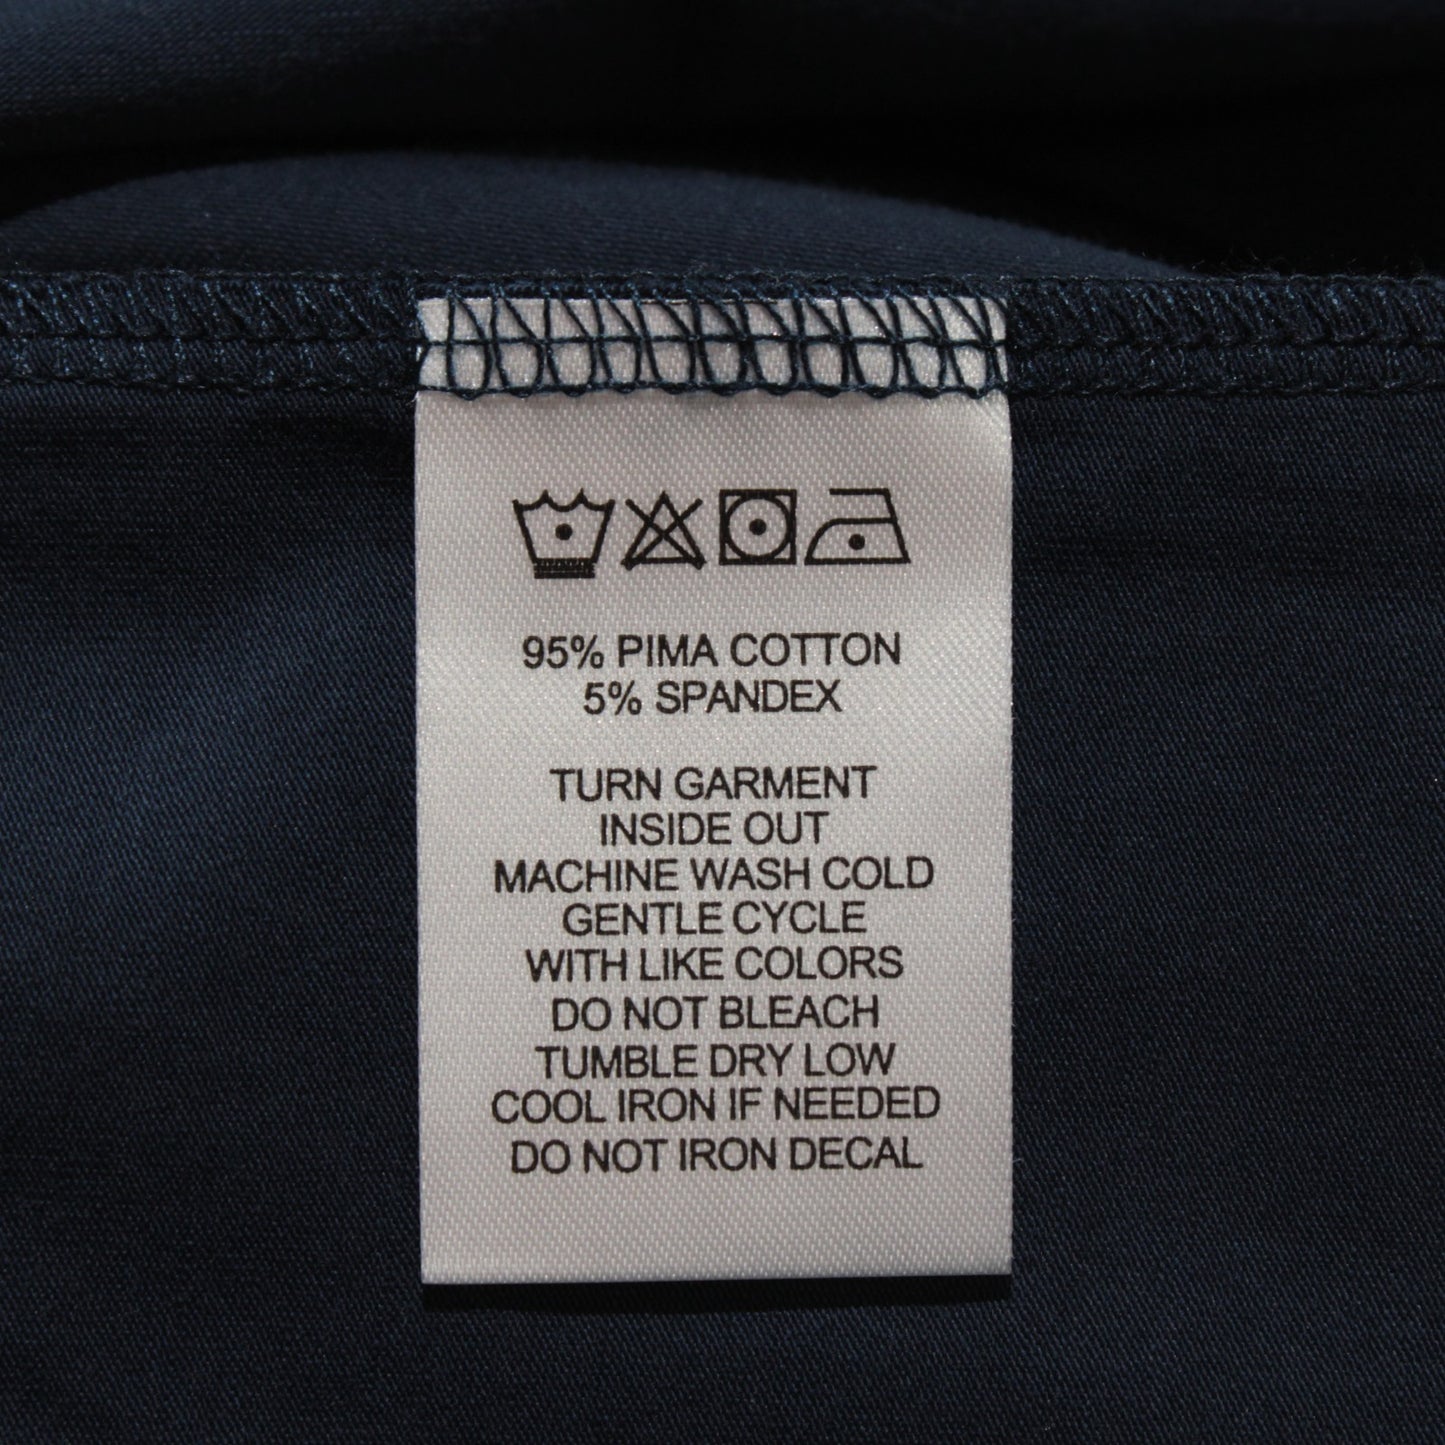 95% PIMA COTTON
5% SPANDEX
TURN GARMENT
INSIDE OUT
MACHINE WASH COLD
GENTLE CYCLE
WITH LIKE COLORS
DO NOT BLEACH
TUMBLE DRY LOW
COOL IRON IF NEEDED
DO NOT IRON DECAL